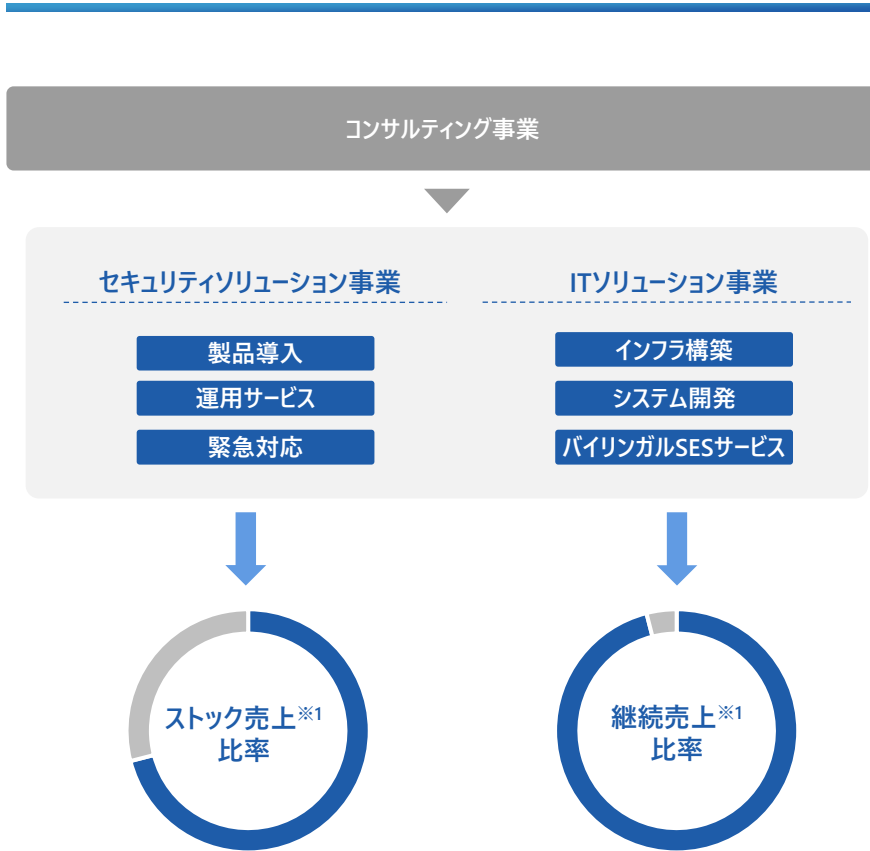 コンサルティング事業
セキュリティソリューション事業
製品導入
運用サービス
緊急対応
ITソリューション事業
インフラ構築
システム開発
バイリンガルSESサービス
ストック売上※1
比率
継続売上※1
比率